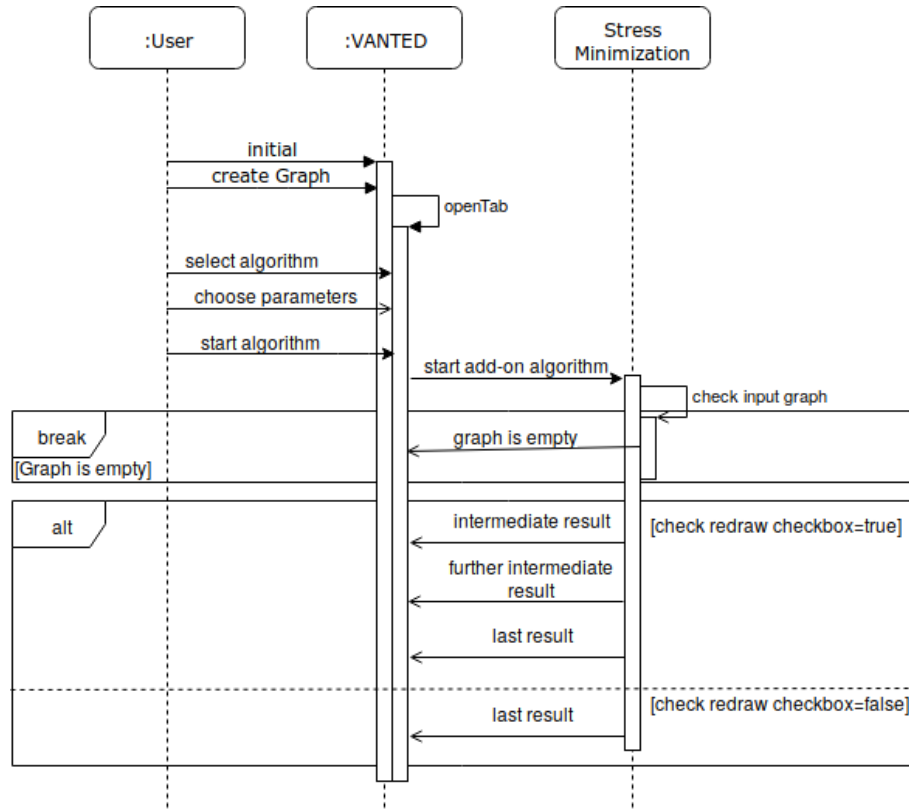 :User
:VANTED
Stress
Minimization
initial
create Graph
openTab
select algorithm
choose parameters
start algorithm
start add-on algorithm
check input graph
break
graph is empty
[Graph is empty]
alt
intermediate result
[check redraw checkbox=true]
further intermediate
result
last result
[check redraw checkbox=false]
last result